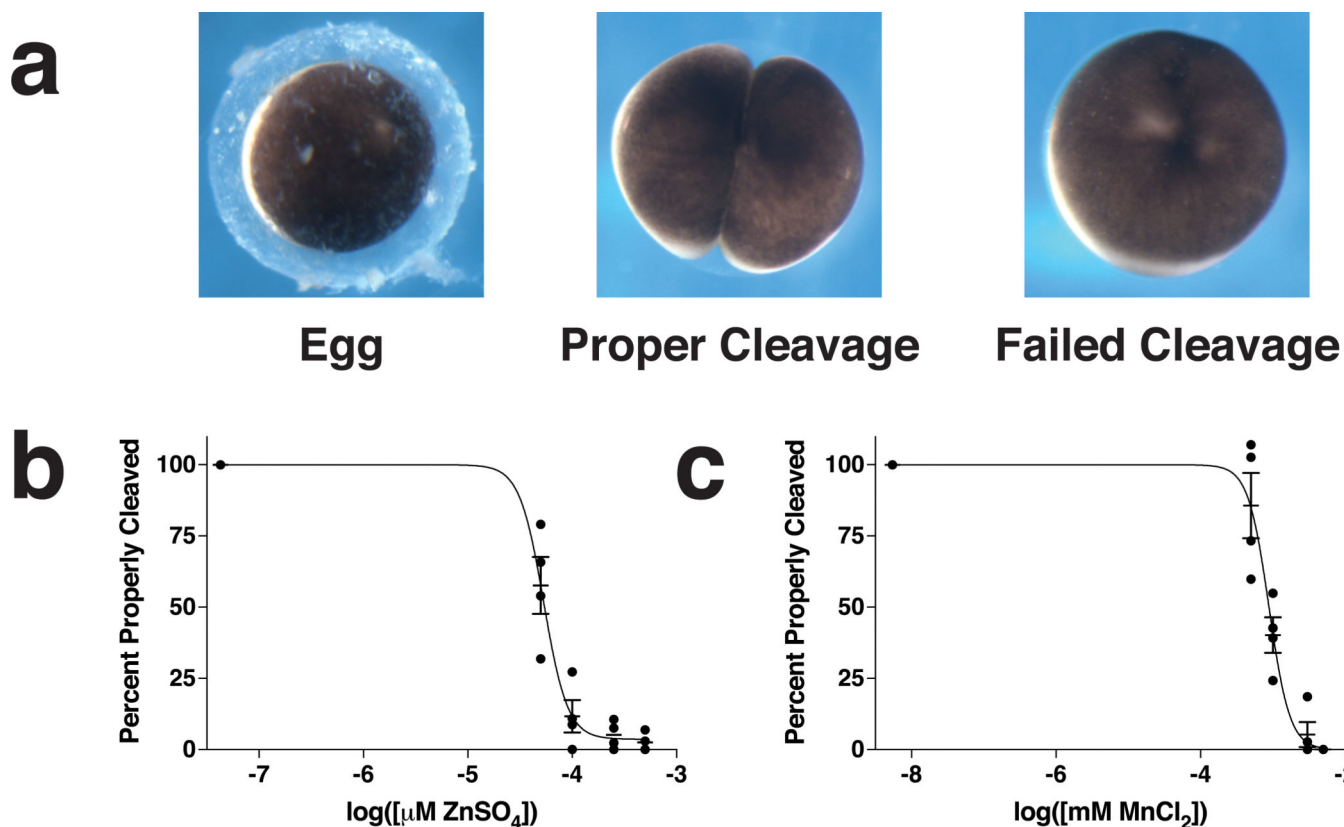 a
Egg
Proper Cleavage
Failed Cleavage
b
Percent Properly Cleaved
100
75
50
25
0
-7
-6
-5
-4
-3
log([μM ZnSO₄])
c
Percent Properly Cleaved
100
75
50
25
0
-8
-6
-4
log([mM MnCl₂])